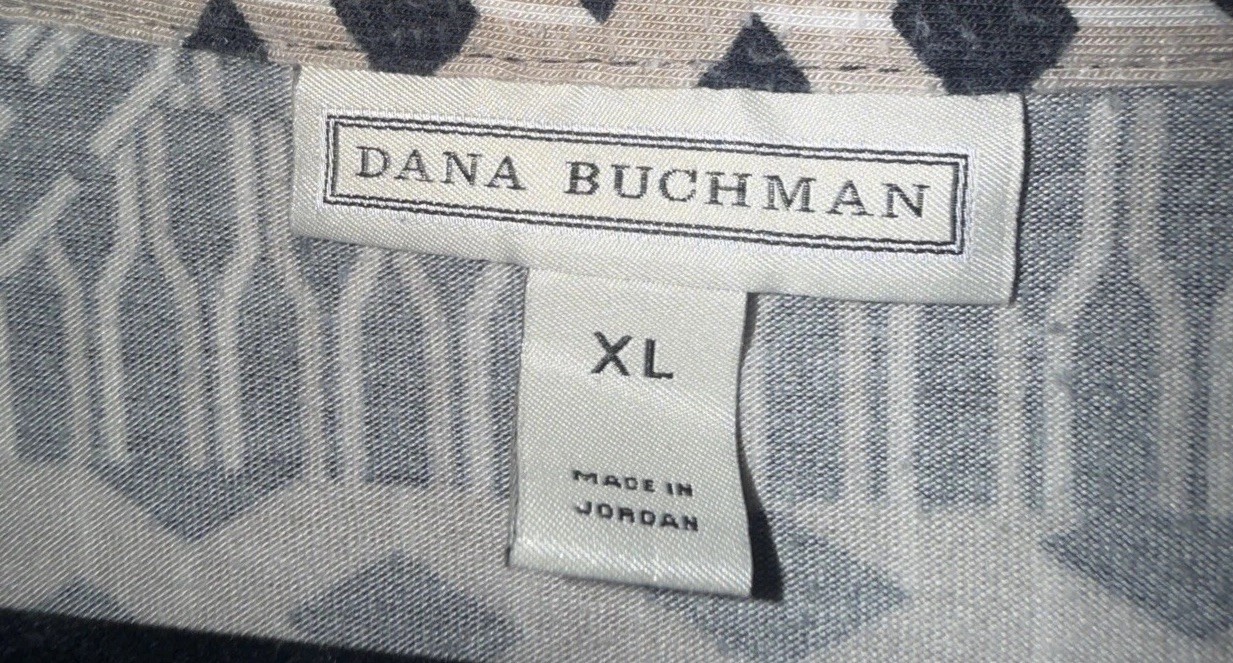 DANA BUCHMAN
XL
MADE IN
JORDAN